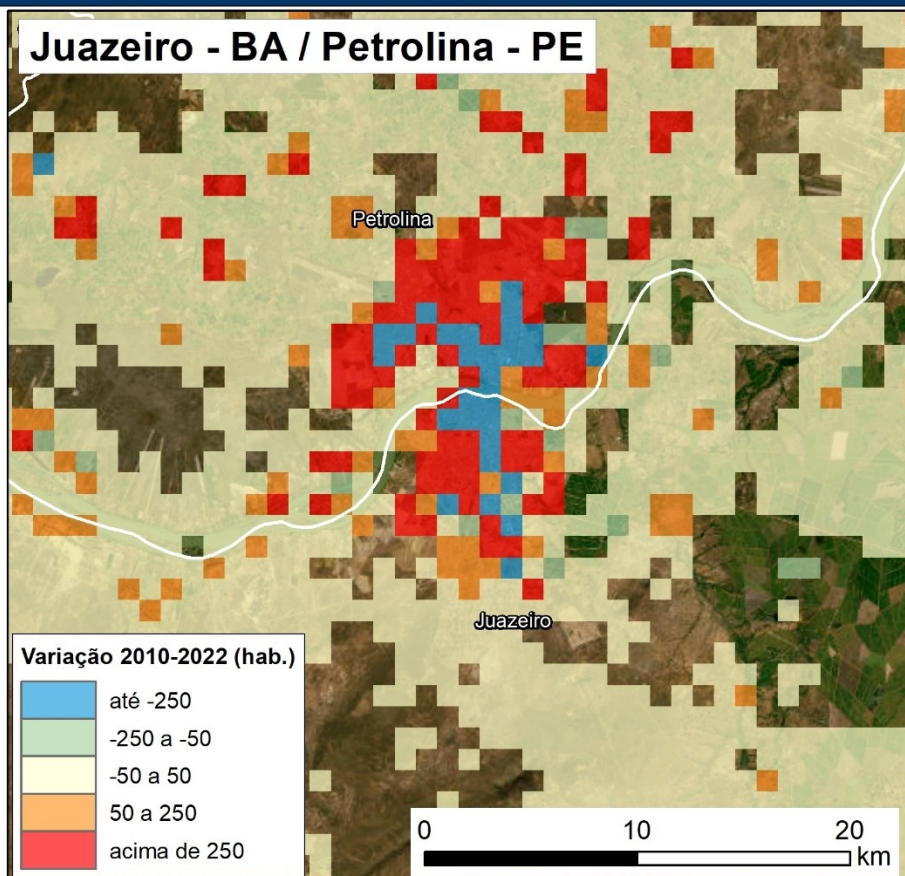 Juazeiro - BA / Petrolina - PE
Petrolina
Juazeiro
Variação 2010-2022 (hab.)
até -250
-250 a -50
-50 a 50
50 a 250
acima de 250
0 10 20
km